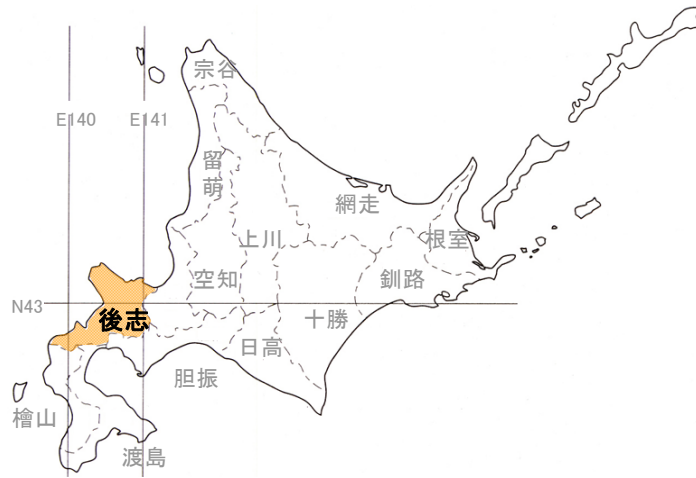 宗谷
E140
E141
留
萌
網走
上川
根室
空知
釧路
N43
後志
十勝
日高
胆振
檜山
渡島